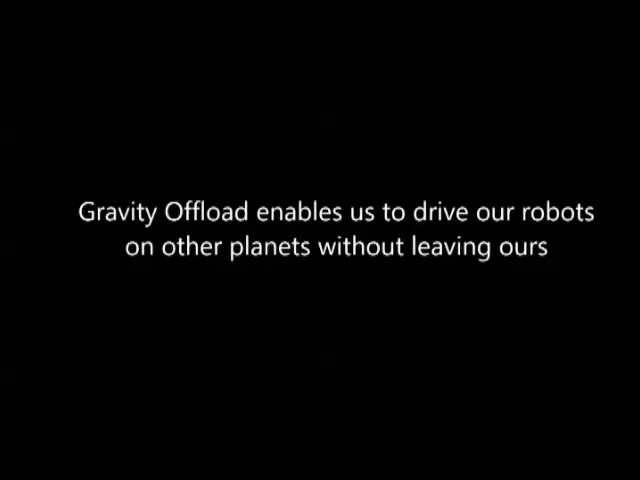 Gravity Offload enables us to drive our robots
on other planets without leaving ours